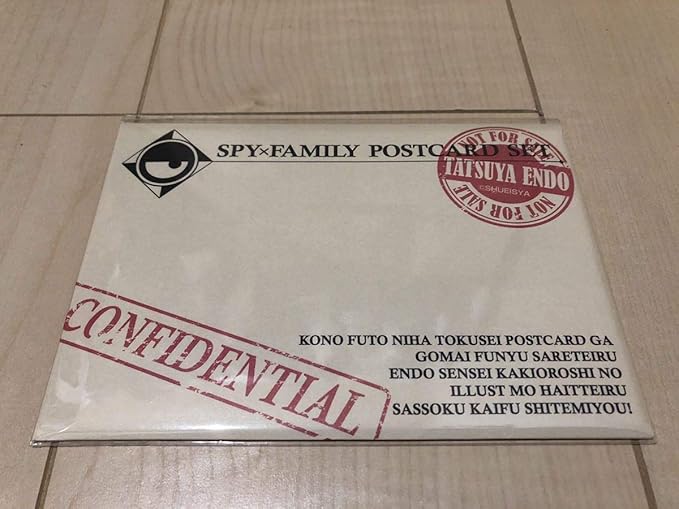 SPY×FAMILY POSTCARD SET
NOT FOR SALE
TATSUYA ENDO
©SHUEISYA
NOT FOR SALE
CONFIDENTIAL
KONO FUTO NIHA TOKUSEI POSTCARD GA
GOMAI FUNYU SARETEIRU
ENDO SENSEI KAKIOROSHI NO
ILLUST MO HAITTEIRU
SASSOKU KAIFU SHITEMIYOU!